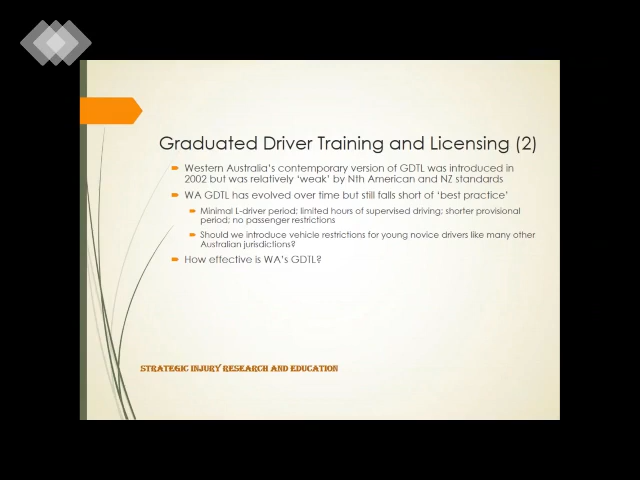 Graduated Driver Training and Licensing (2)
Western Australia's contemporary version of GDTL was introduced in
2002 but was relatively 'weak' by Nth American and NZ standards
WA GDTL has evolved over time but still falls short of 'best practice'
Minimal L-driver period; limited hours of supervised driving; shorter provisional
period; no passenger restrictions
Should we introduce vehicle restrictions for young novice drivers like many other
Australian jurisdictions?
How effective is WA's GDTL?
STRATEGIC INJURY RESEARCH AND EDUCATION